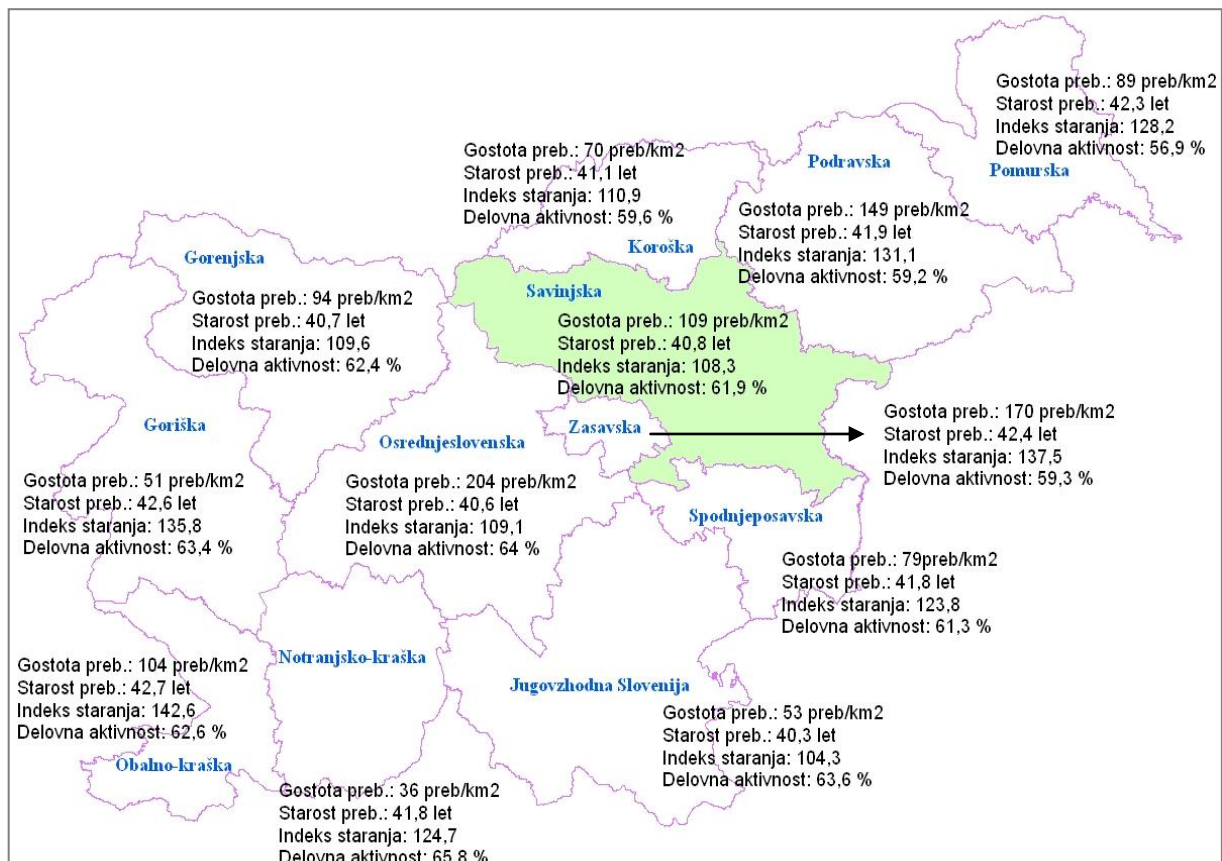 Gostota preb.: 89 preb/km2
Starost preb.: 42,3 let
Indeks staranja: 128,2
Delovna aktivnost: 56,9 %
Pomurska
Podravska
Gostota preb.: 149 preb/km2
Starost preb.: 41,9 let
Indeks staranja: 131,1
Delovna aktivnost: 59,2 %
Gostota preb.: 70 preb/km2
Starost preb.: 41,1 let
Indeks staranja: 110,9
Delovna aktivnost: 59,6 %
Koroška
Gorenjska
Gostota preb.: 94 preb/km2
Starost preb.: 40,7 let
Indeks staranja: 109,6
Delovna aktivnost: 62,4 %
Savinjska
Gostota preb.: 109 preb/km2
Starost preb.: 40,8 let
Indeks staranja: 108,3
Delovna aktivnost: 61,9 %
Zasavska
Gostota preb.: 170 preb/km2
Starost preb.: 42,4 let
Indeks staranja: 137,5
Delovna aktivnost: 59,3 %
Goriška
Gostota preb.: 51 preb/km2
Starost preb.: 42,6 let
Indeks staranja: 135,8
Delovna aktivnost: 63,4 %
Osrednjeslovenska
Gostota preb.: 204 preb/km2
Starost preb.: 40,6 let
Indeks staranja: 109,1
Delovna aktivnost: 64 %
Spodnjeposavska
Gostota preb.: 79preb/km2
Starost preb.: 41,8 let
Indeks staranja: 123,8
Delovna aktivnost: 61,3 %
Gostota preb.: 104 preb/km2
Starost preb.: 42,7 let
Indeks staranja: 142,6
Delovna aktivnost: 62,6 %
Obalno-kraška
Notranjsko-kraška
Gostota preb.: 36 preb/km2
Starost preb.: 41,8 let
Indeks staranja: 124,7
Delovna aktivnost: 65,8 %
Jugovzhodna Slovenija
Gostota preb.: 53 preb/km2
Starost preb.: 40,3 let
Indeks staranja: 104,3
Delovna aktivnost: 63,6 %